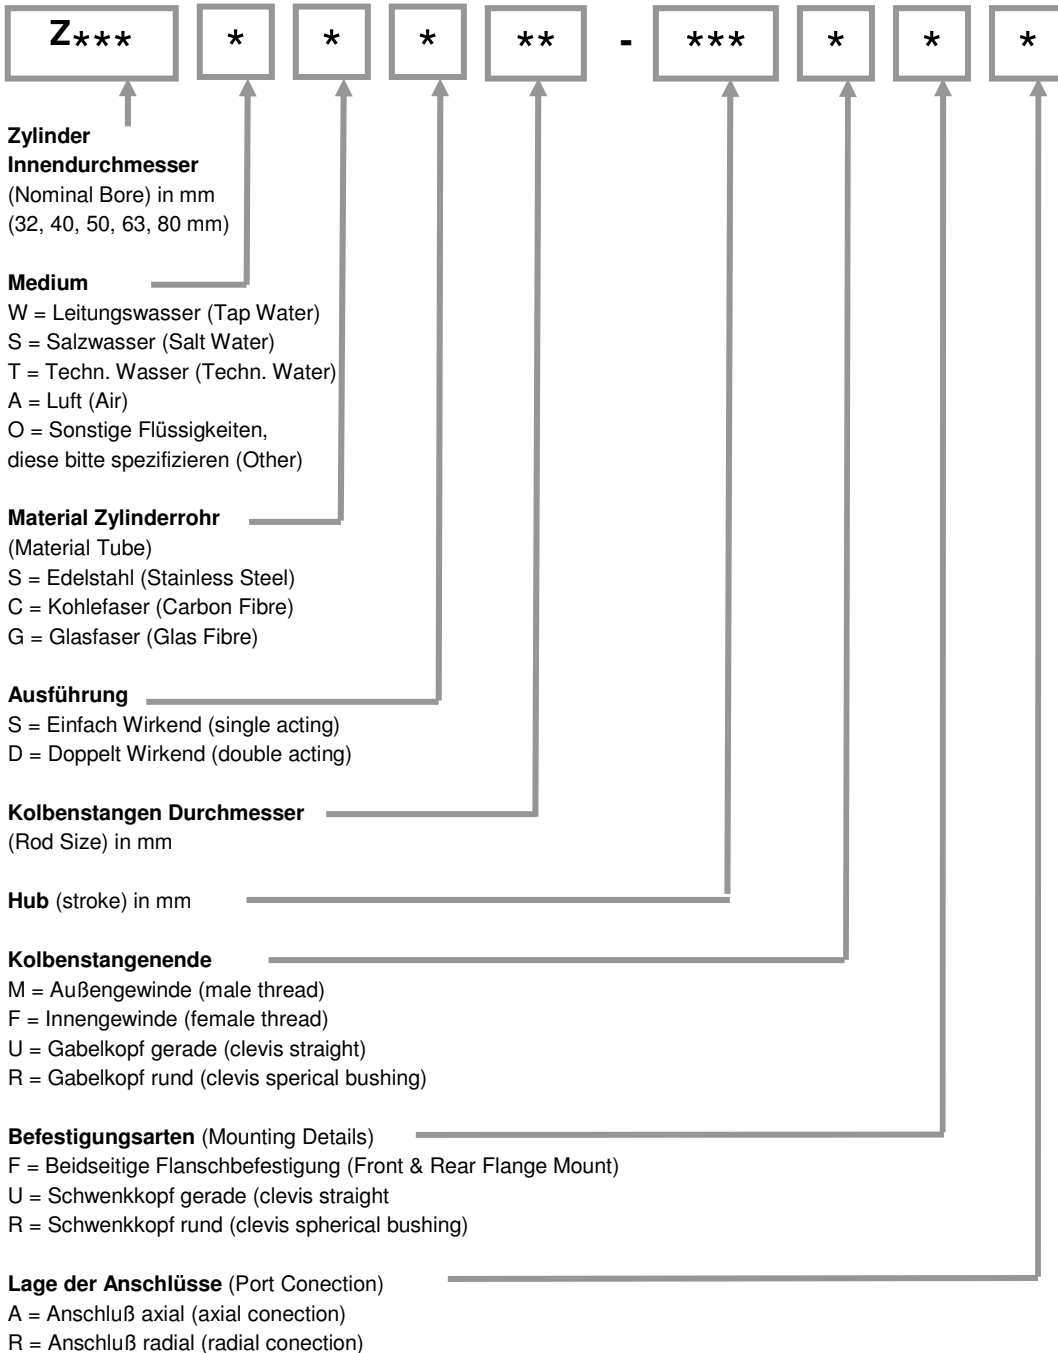 Z*** * * * ** - *** * * *
Zylinder
Innendurchmesser
(Nominal Bore) in mm
(32, 40, 50, 63, 80 mm)
Medium
W = Leitungswasser (Tap Water)
S = Salzwasser (Salt Water)
T = Techn. Wasser (Techn. Water)
A = Luft (Air)
O = Sonstige Flüssigkeiten,
diese bitte spezifizieren (Other)
Material Zylinderrohr
(Material Tube)
S = Edelstahl (Stainless Steel)
C = Kohlefaser (Carbon Fibre)
G = Glasfaser (Glas Fibre)
Ausführung
S = Einfach Wirkend (single acting)
D = Doppelt Wirkend (double acting)
Kolbenstangen Durchmesser
(Rod Size) in mm
Hub (stroke) in mm
Kolbenstangenende
M = Außengewinde (male thread)
F = Innengewinde (female thread)
U = Gabelkopf gerade (clevis straight)
R = Gabelkopf rund (clevis sperical bushing)
Befestigungsarten (Mounting Details)
F = Beidseitige Flanschbefestigung (Front & Rear Flange Mount)
U = Schwenkkopf gerade (clevis straight
R = Schwenkkopf rund (clevis spherical bushing)
Lage der Anschlüsse (Port Conection)
A = Anschluß axial (axial conection)
R = Anschluß radial (radial conection)